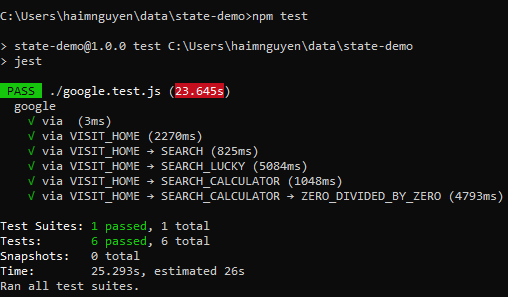 C:\Users\haimnguyen\data\state-demo>npm test
> state-demo@1.0.0 test C:\Users\haimnguyen\data\state-demo
> jest
PASS ./google.test.js (23.645s)
google
√ via  (3ms)
√ via VISIT_HOME (2270ms)
√ via VISIT_HOME → SEARCH (825ms)
√ via VISIT_HOME → SEARCH_LUCKY (5084ms)
√ via VISIT_HOME → SEARCH_CALCULATOR (1048ms)
√ via VISIT_HOME → SEARCH_CALCULATOR → ZERO_DIVIDED_BY_ZERO (4793ms)
Test Suites: 1 passed, 1 total
Tests:       6 passed, 6 total
Snapshots:   0 total
Time:        25.293s, estimated 26s
Ran all test suites.